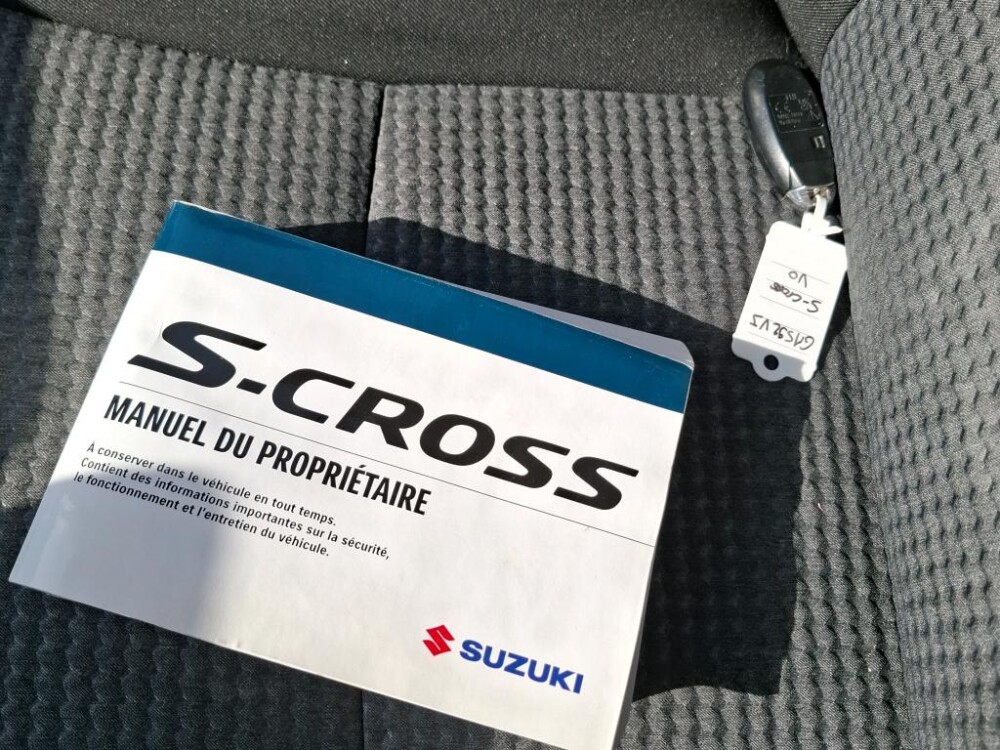 S-CROSS
MANUEL DU PROPRIÉTAIRE
À conserver dans le véhicule en tout temps.
Contient des informations importantes sur la sécurité,
le fonctionnement et l'entretien du véhicule.
SUZUKI
S-CROSS
VO